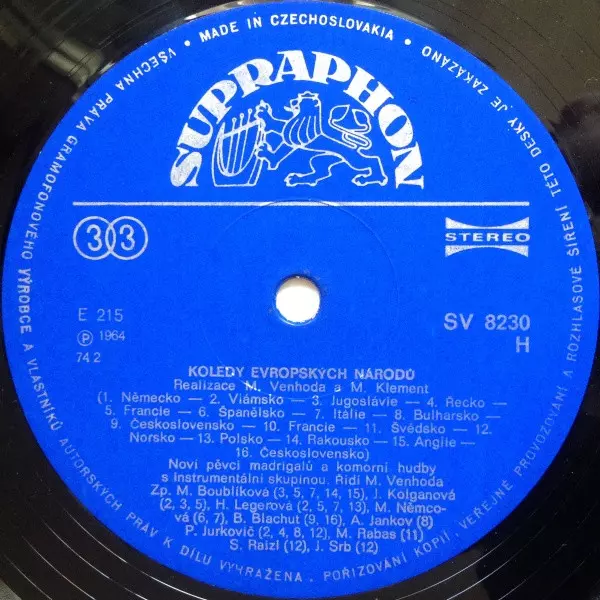 VŠECHNA PRÁVA GRAMOFONOVÉHO VÝROBCE A VLASTNÍKŮ AUTORSKÝCH PRÁV K DÍLU VYHRAŽENA. POŘIZOVÁNÍ KOPIÍ, VEŘEJNÉ PROVOZOVÁNÍ A ROZHLASOVÉ ŠÍŘENÍ TÉTO DESKY JE ZAKÁZÁNO
• MADE IN CZECHOSLOVAKIA •
SUPRAPHON
33
STEREO
E 215
SV 8230
Ⓟ 1964
H
74 2
KOLEDY EVROPSKÝCH NÁRODŮ
Realizace M. Venhoda a M. Klement
(1. Německo — 2. Vlámsko — 3. Jugoslávie — 4. Řecko —
5. Francie — 6. Španělsko — 7. Itálie — 8. Bulharsko —
9. Československo — 10. Francie — 11. Švédsko — 12.
Norsko — 13. Polsko — 14. Rakousko — 15. Anglie —
16. Československo)
Noví pěvci madrigalů a komorní hudby
s instrumentální skupinou. Řídí M. Venhoda
Zp. M. Boublíková (3, 5, 7, 14, 15), J. Kolganová
(2, 3, 5), H. Legerová (2, 5, 7, 13), M. Němco-
vá (6, 7), B. Blachut (9, 16), A. Jankov (8)
P. Jurkovič (2, 4, 8, 12), M. Rabas (11)
S. Raizl (12), J. Srb (12)